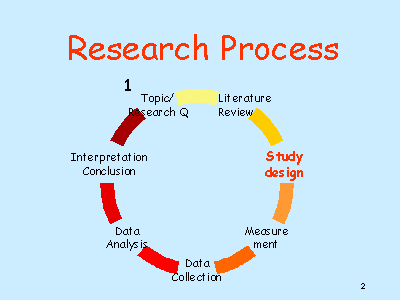 Research Process
1
Topic/
Research Q
Literature
Review
Study
design
Measure
ment
Data
Collection
Data
Analysis
Interpretation
Conclusion
2